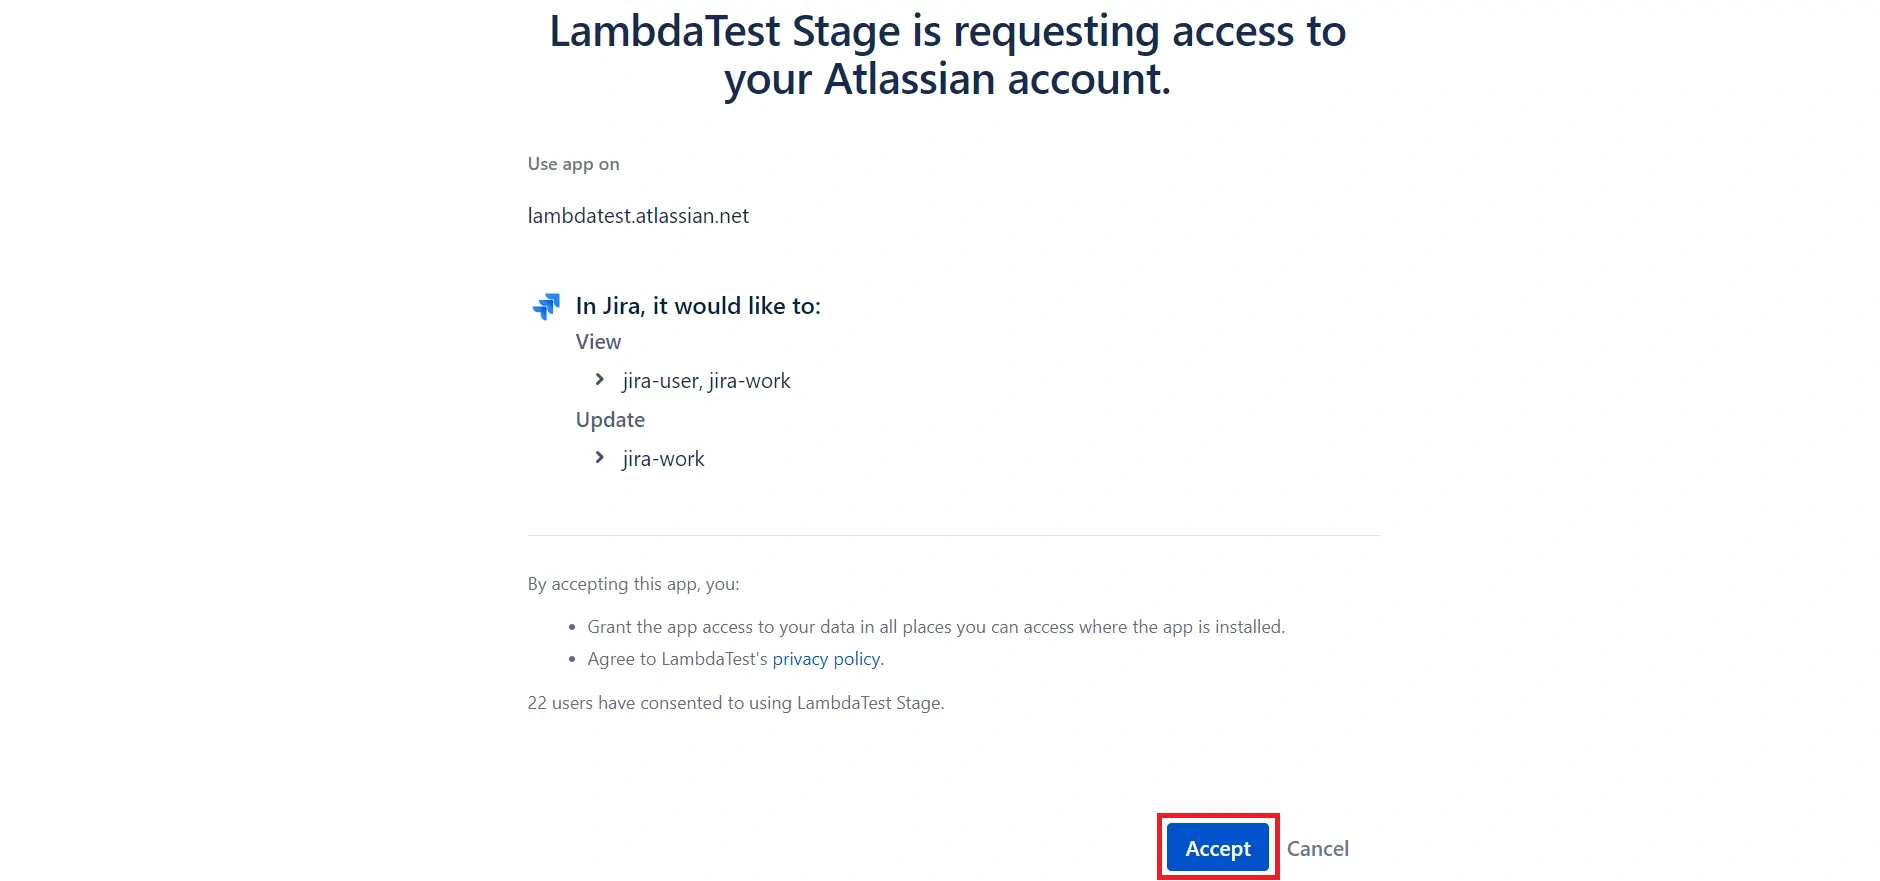 LambdaTest Stage is requesting access to
your Atlassian account.
Use app on
lambdatest.atlassian.net
In Jira, it would like to:
View
jira-user, jira-work
Update
jira-work
By accepting this app, you:
Grant the app access to your data in all places you can access where the app is installed.
Agree to LambdaTest's privacy policy.
22 users have consented to using LambdaTest Stage.
Accept Cancel